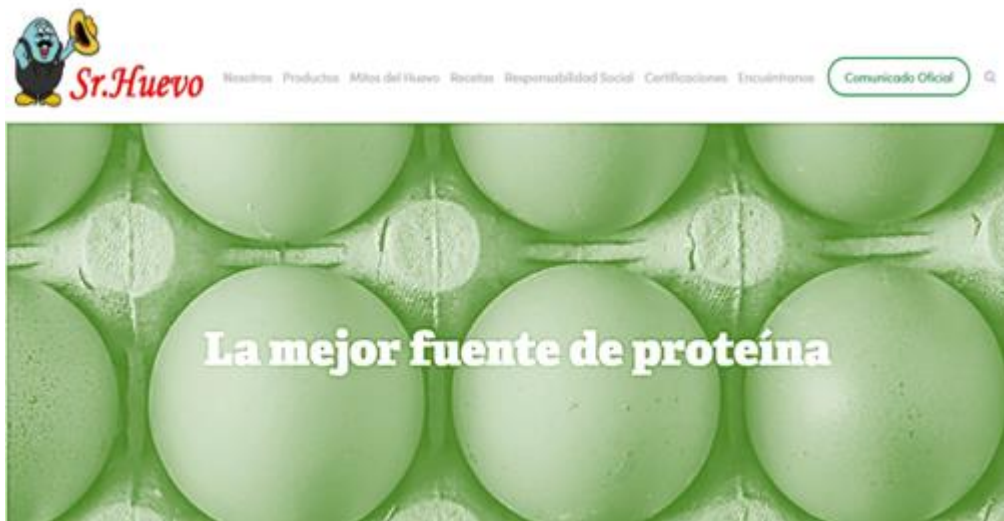 Sr.Huevo
Nosotros Productos Mitos del Huevo Recetas Responsabilidad Social Certificaciones Encuéntranos Comunicado Oficial
La mejor fuente de proteína